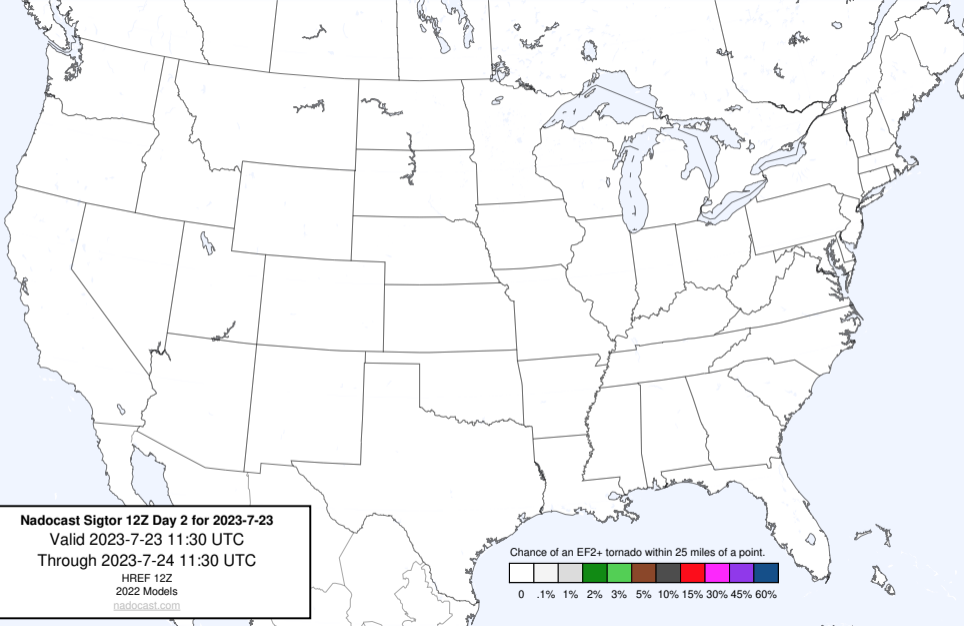 Nadocast Sigtor 12Z Day 2 for 2023-7-23
Valid 2023-7-23 11:30 UTC
Through 2023-7-24 11:30 UTC
HREF 12Z
2022 Models
nadocast.com
Chance of an EF2+ tornado within 25 miles of a point.
0 .1% 1% 2% 3% 5% 10% 15% 30% 45% 60%